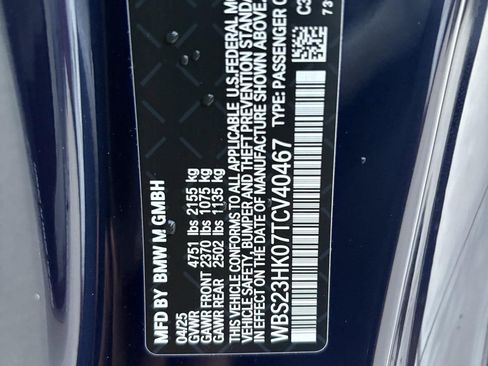 MFD BY BMW M GMBH
04/25
GVWR 4751 lbs 2155 kg
GAWR FRONT 2370 lbs 1075 kg
GAWR REAR 2502 lbs 1135 kg
THIS VEHICLE CONFORMS TO ALL APPLICABLE U.S. FEDERAL
VEHICLE SAFETY, BUMPER AND THEFT PREVENTION
IN EFFECT ON THE DATE OF MANUFACTURE SHOWN ABOVE.
WBS23HK07TCV40467 TYPE: PASSENGER